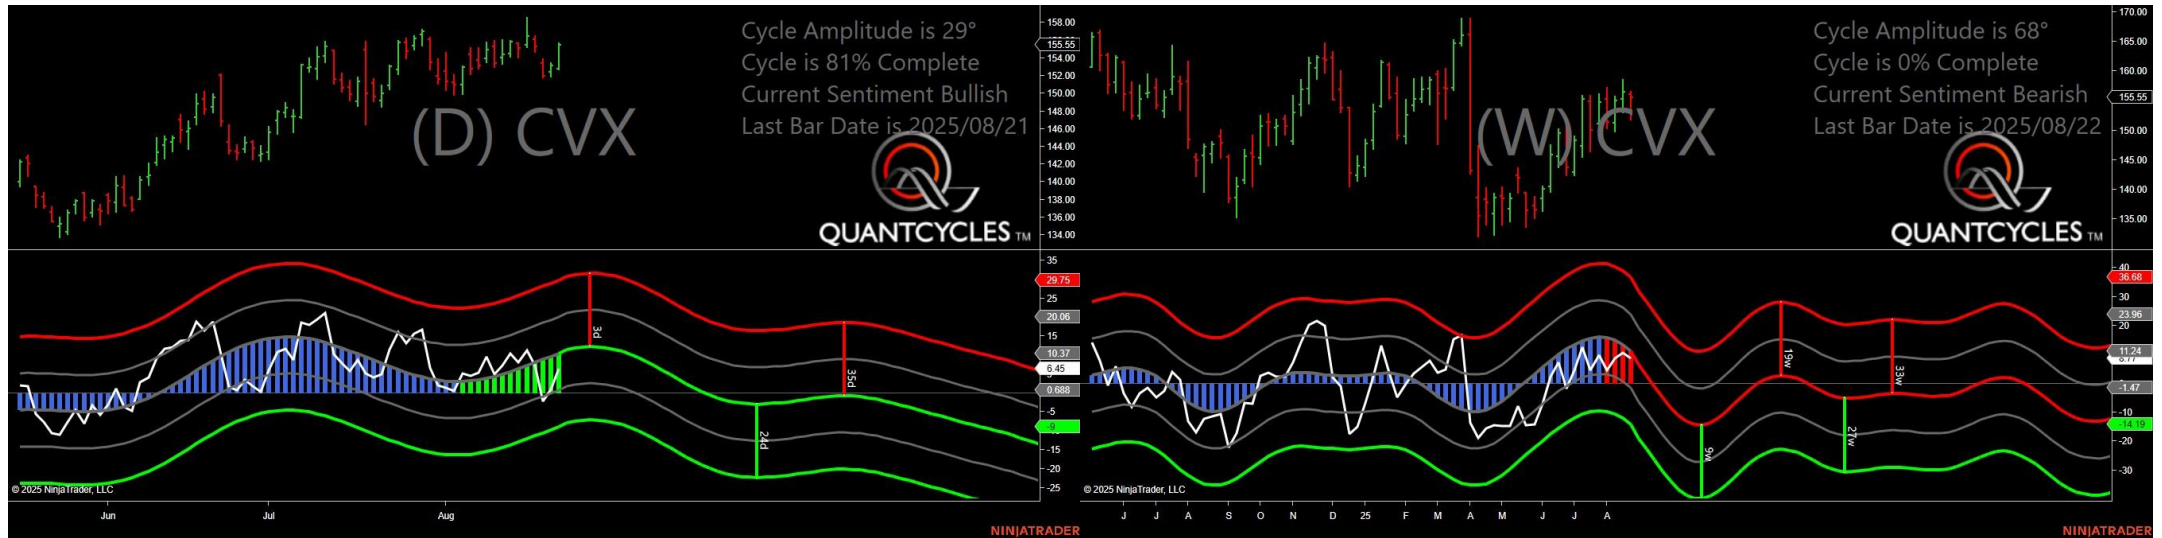 Cycle Amplitude is 29°
Cycle is 81% Complete
Current Sentiment Bullish
Last Bar Date is 2025/08/21
(D) CVX
QUANTCYCLES TM
158.00
155.55
154.00
152.00
150.00
148.00
146.00
144.00
142.00
140.00
138.00
136.00
134.00
35
29.75
25
20.06
15
10.37
6.45
0.688
-5
-9
-15
-20
-25
3d
24d
35d
© 2025 NinjaTrader, LLC
Jun
Jul
Aug
NINJATRADER
Cycle Amplitude is 68°
Cycle is 0% Complete
Current Sentiment Bearish
Last Bar Date is 2025/08/22
(W) CVX
QUANTCYCLES TM
170.00
165.00
160.00
155.55
150.00
145.00
140.00
135.00
40
36.68
30
23.96
20
11.24
-1.47
-10
-14.19
-20
-30
9w
19w
27w
33w
© 2025 NinjaTrader, LLC
J J A S O N D 25 F M A M J J A
NINJATRADER